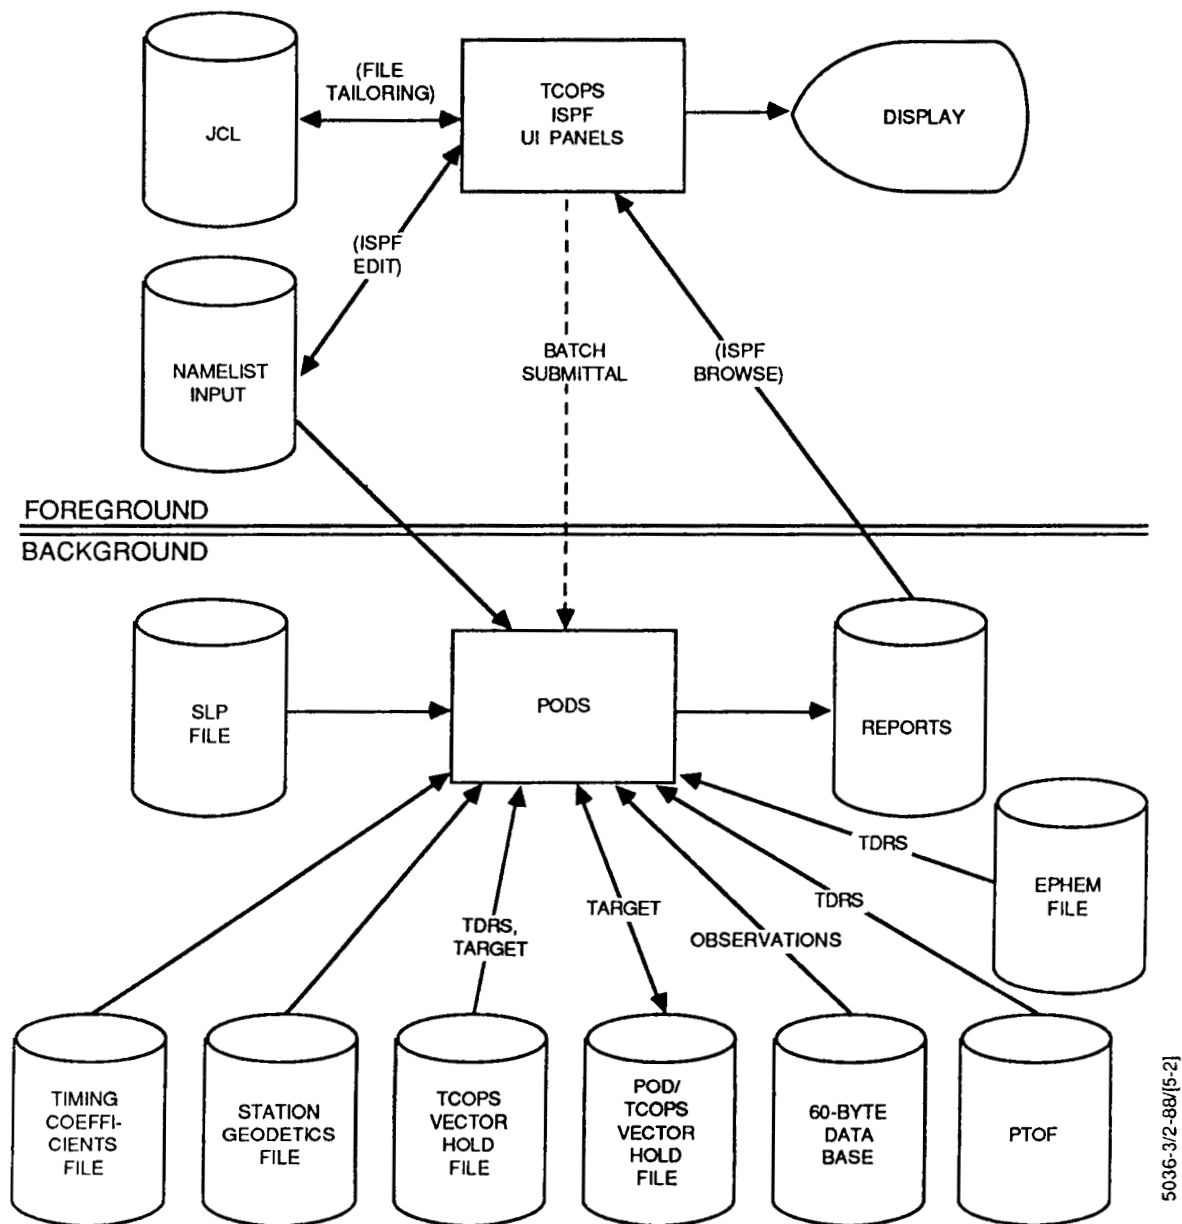 JCL
(FILE
TAILORING)
TCOPS
ISPF
UI PANELS
DISPLAY
(ISPF
EDIT)
NAMELIST
INPUT
BATCH
SUBMITTAL
(ISPF
BROWSE)
FOREGROUND
BACKGROUND
SLP
FILE
PODS
REPORTS
TDRS
EPHEM
FILE
TDRS
TDRS,
TARGET
TARGET
OBSERVATIONS
TIMING
COEFFI-
CIENTS
FILE
STATION
GEODETICS
FILE
TCOPS
VECTOR
HOLD
FILE
POD/
TCOPS
VECTOR
HOLD
FILE
60-BYTE
DATA
BASE
PTOF
5036-3/2-88/[5-2]